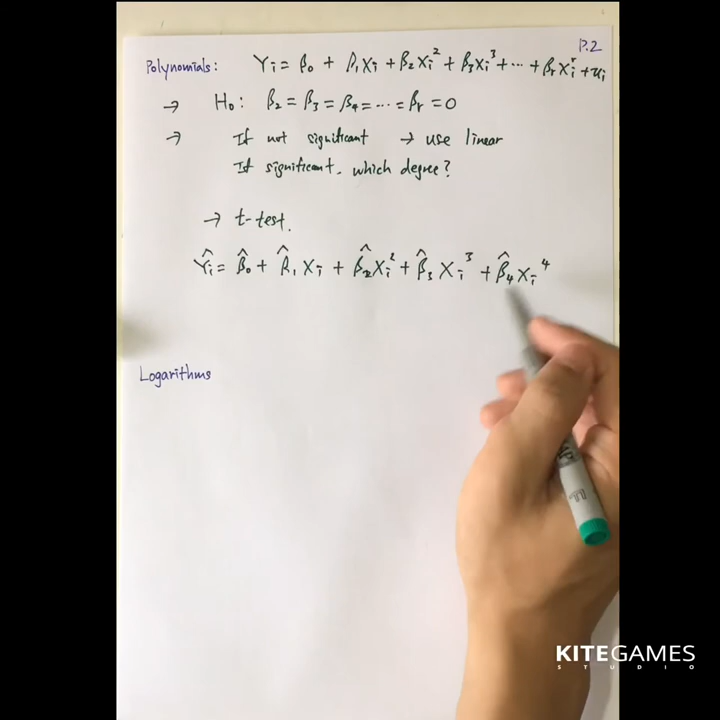 P.2
Polynomials: Yi = β0 + β1Xi + β2Xi² + β3Xi³ + ... + βrXiʳ + ui
→ H0: β2 = β3 = β4 = ... = βr = 0
→ If not significant → use linear
If significant. which degree?
→ t-test.
Ŷi = β̂0 + β̂1Xi + β̂2Xi² + β̂3Xi³ + β̂4Xi⁴
Logarithms
KITEGAMES
STUDIO